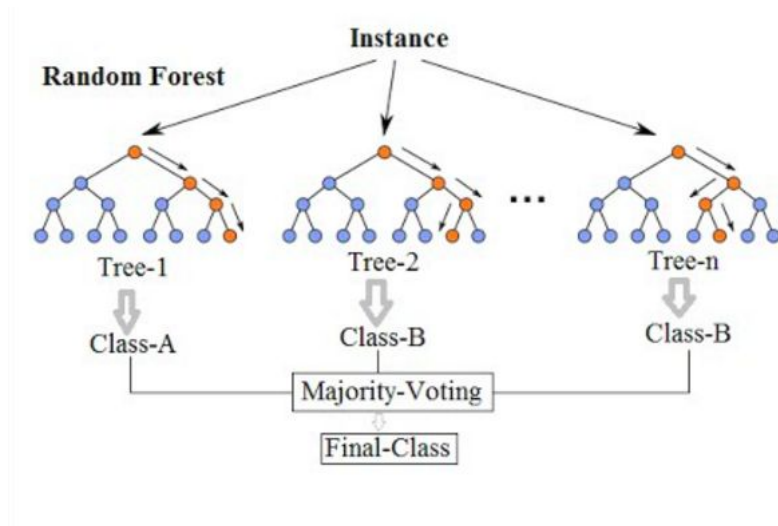 Instance
Random Forest
...
Tree-1
Tree-2
Tree-n
Class-A
Class-B
Class-B
Majority-Voting
Final-Class